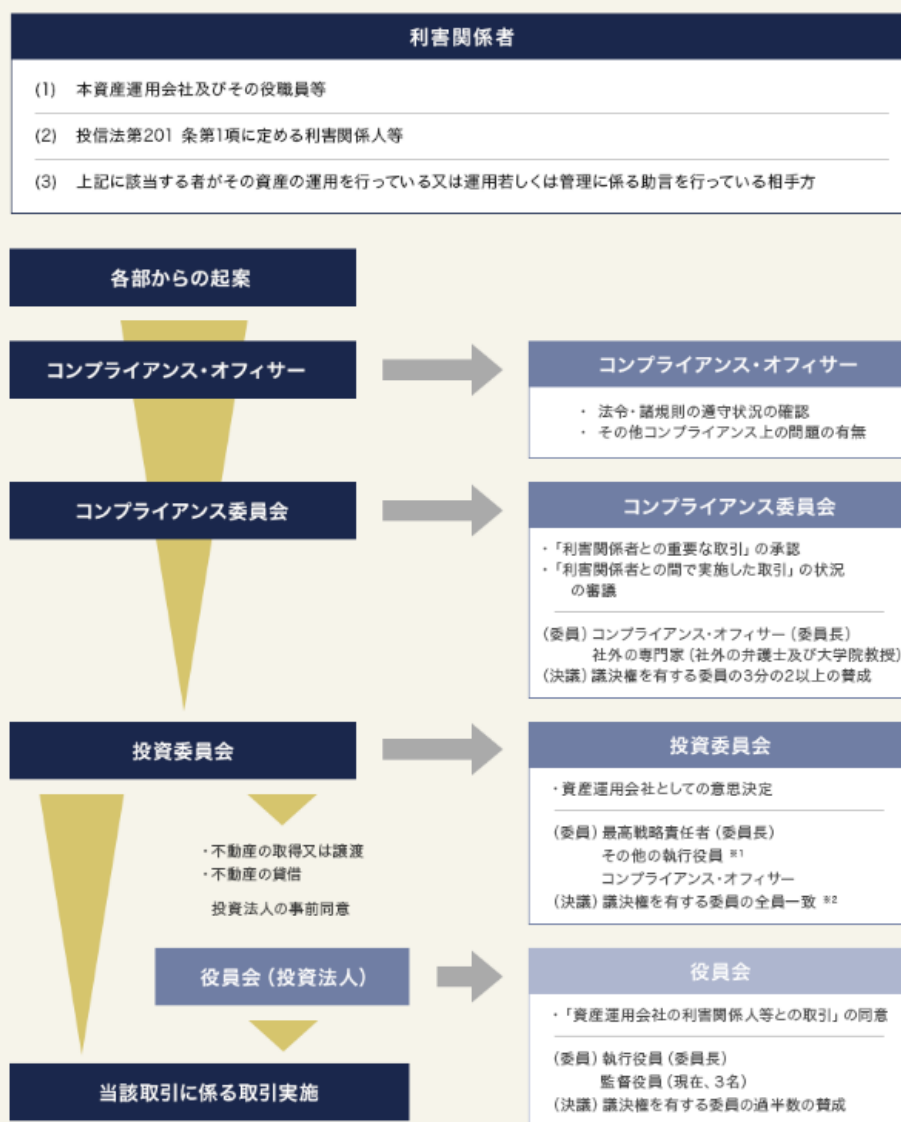 利害関係者
(1) 本資産運用会社及びその役職員等
(2) 投信法第201 条第1項に定める利害関係人等
(3) 上記に該当する者がその資産の運用を行っている又は運用若しくは管理に係る助言を行っている相手方
各部からの起案
コンプライアンス・オフィサー
コンプライアンス・オフィサー
・ 法令・諸規則の遵守状況の確認
・ その他コンプライアンス上の問題の有無
コンプライアンス委員会
コンプライアンス委員会
・「利害関係者との重要な取引」の承認
・「利害関係者との間で実施した取引」の状況
の審議
(委員) コンプライアンス・オフィサー (委員長)
社外の専門家 (社外の弁護士及び大学院教授)
(決議) 議決権を有する委員の3分の2以上の賛成
投資委員会
投資委員会
・資産運用会社としての意思決定
(委員) 最高戦略責任者 (委員長)
その他の執行役員 ※1
コンプライアンス・オフィサー
(決議) 議決権を有する委員の全員一致 ※2
・不動産の取得又は譲渡
・不動産の貸借
投資法人の事前同意
役員会 (投資法人)
役員会
・「資産運用会社の利害関係人等との取引」の同意
(委員) 執行役員 (委員長)
監督役員 (現在、3名)
(決議) 議決権を有する委員の過半数の賛成
当該取引に係る取引実施